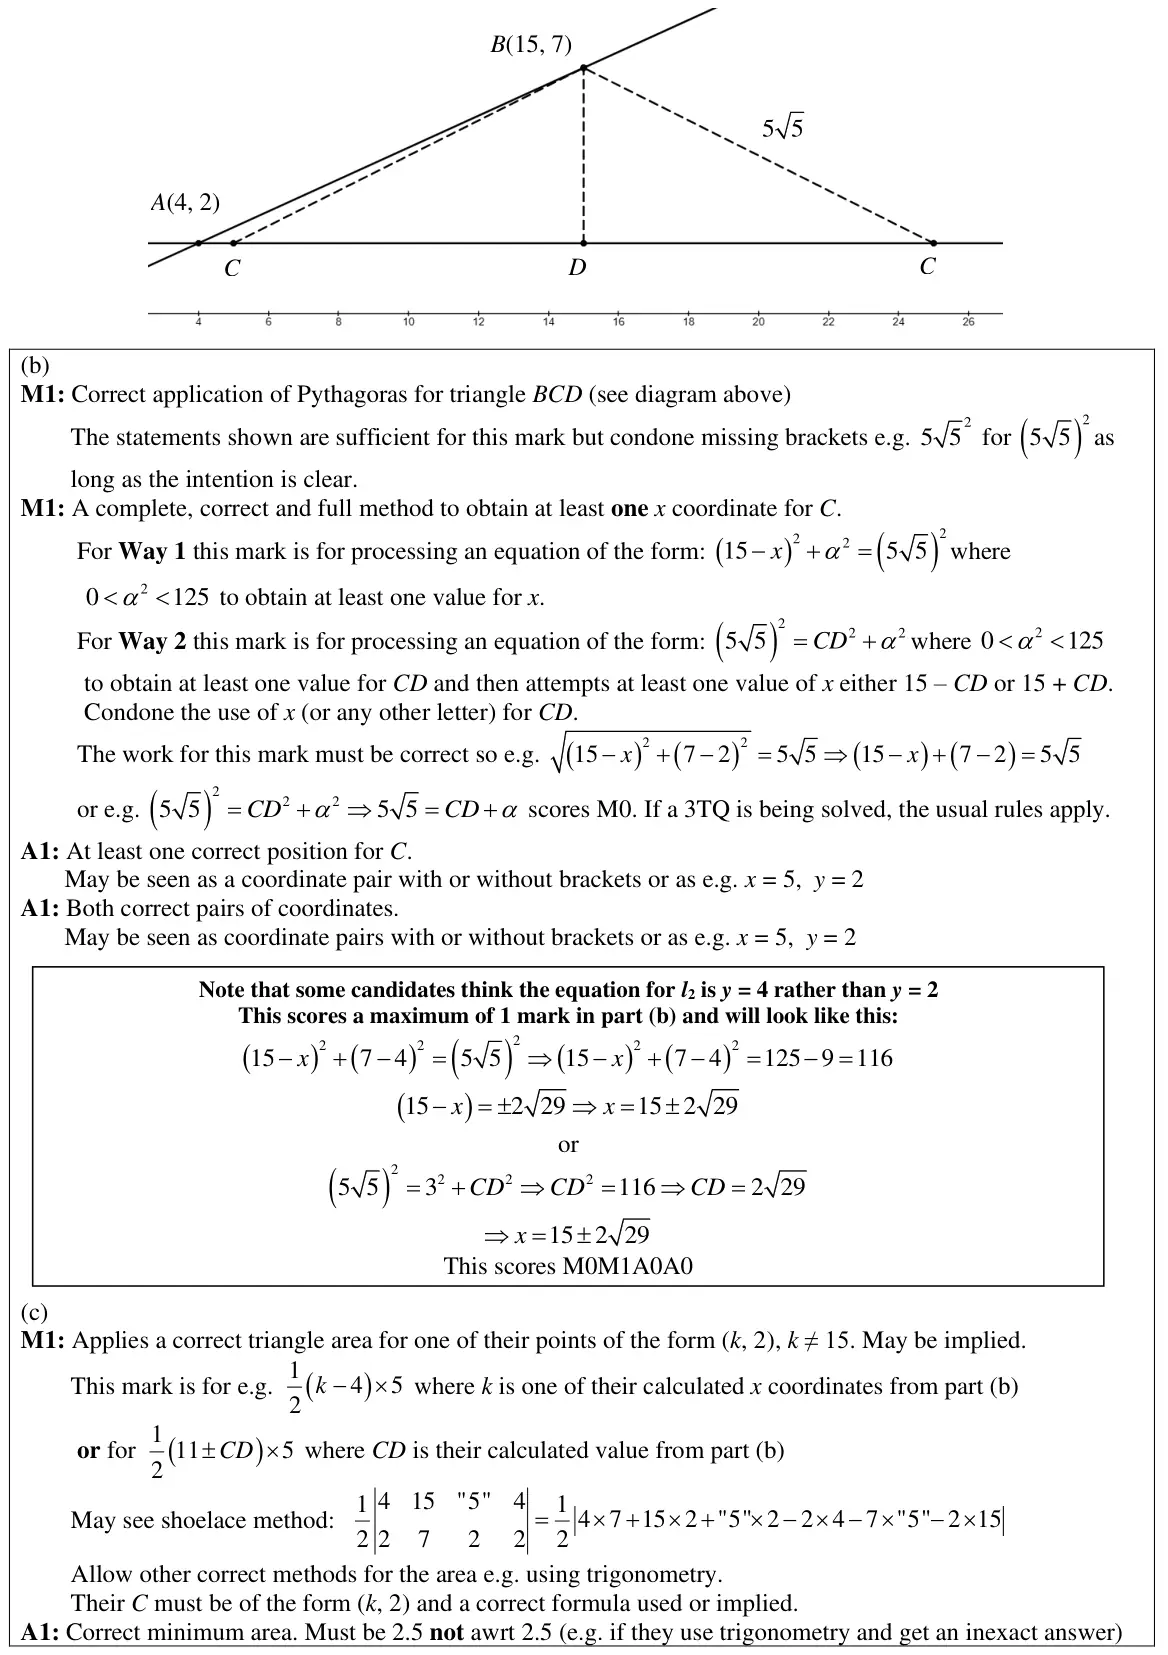 B(15, 7)
5√5
A(4, 2)
C D C
4 6 8 10 12 14 16 18 20 22 24 26
(b)
M1: Correct application of Pythagoras for triangle BCD (see diagram above)
The statements shown are sufficient for this mark but condone missing brackets e.g. 5√5² for (5√5)² as
long as the intention is clear.
M1: A complete, correct and full method to obtain at least one x coordinate for C.
For Way 1 this mark is for processing an equation of the form: (15 − x)² + α² = (5√5)² where
0 < α² < 125 to obtain at least one value for x.
For Way 2 this mark is for processing an equation of the form: (5√5)² = CD² + α² where 0 < α² < 125
to obtain at least one value for CD and then attempts at least one value of x either 15 – CD or 15 + CD.
Condone the use of x (or any other letter) for CD.
The work for this mark must be correct so e.g. √((15 − x)² + (7 − 2)²) = 5√5 ⇒ (15 − x) + (7 − 2) = 5√5
or e.g. (5√5)² = CD² + α² ⇒ 5√5 = CD + α scores M0. If a 3TQ is being solved, the usual rules apply.
A1: At least one correct position for C.
May be seen as a coordinate pair with or without brackets or as e.g. x = 5, y = 2
A1: Both correct pairs of coordinates.
May be seen as coordinate pairs with or without brackets or as e.g. x = 5, y = 2
Note that some candidates think the equation for l₂ is y = 4 rather than y = 2
This scores a maximum of 1 mark in part (b) and will look like this:
(15 − x)² + (7 − 4)² = (5√5)² ⇒ (15 − x)² + (7 − 4)² = 125 − 9 = 116
(15 − x) = ±2√29 ⇒ x = 15 ± 2√29
or
(5√5)² = 3² + CD² ⇒ CD² = 116 ⇒ CD = 2√29
⇒ x = 15 ± 2√29
This scores M0M1A0A0
(c)
M1: Applies a correct triangle area for one of their points of the form (k, 2), k ≠ 15. May be implied.
This mark is for e.g. 1/2 (k − 4) × 5 where k is one of their calculated x coordinates from part (b)
or for 1/2 (11 ± CD) × 5 where CD is their calculated value from part (b)
May see shoelace method: 1/2 |4 15 "5" 4| = 1/2 |4 × 7 + 15 × 2 + "5" × 2 − 2 × 4 − 7 × "5" − 2 × 15|
|2 7 2 2|
Allow other correct methods for the area e.g. using trigonometry.
Their C must be of the form (k, 2) and a correct formula used or implied.
A1: Correct minimum area. Must be 2.5 not awrt 2.5 (e.g. if they use trigonometry and get an inexact answer)